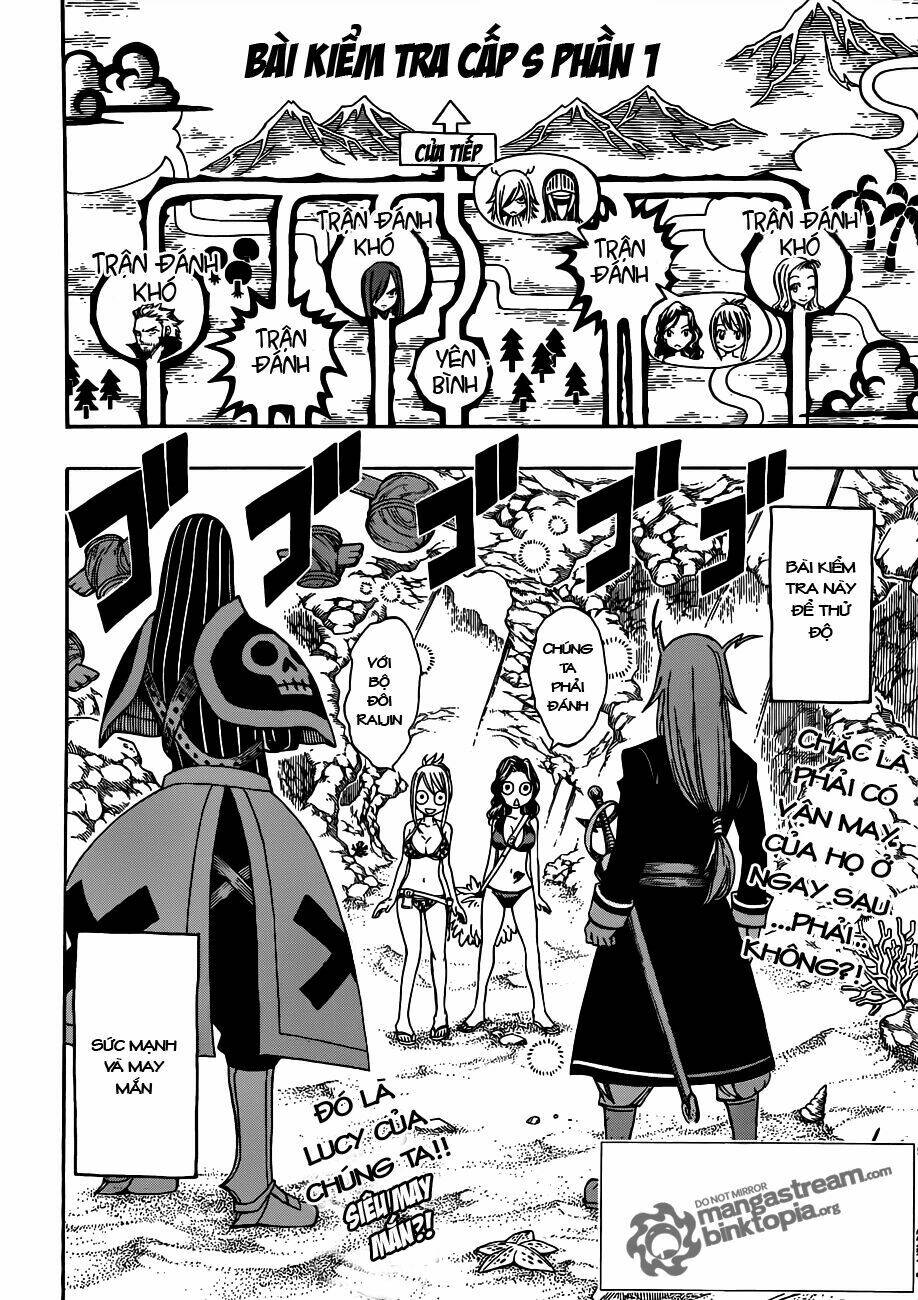 BÀI KIỂM TRA CẤP S PHẦN 1
CỬA TIẾP
TRẬN ĐÁNH
KHÓ
TRẬN ĐÁNH
KHÓ
TRẬN
ĐÁNH
TRẬN ĐÁNH
KHÓ
TRẬN
ĐÁNH
YÊN
BÌNH
ゴゴゴゴゴ
BÀI KIỂM
TRA NÀY
ĐỂ THỬ
ĐỘ
CHÚNG
TA
PHẢI
ĐÁNH
VỚI
BỘ
ĐÔI
RAIJIN
CHẮC LÀ
PHẢI CÓ
VẬN MAY
CỦA HỌ Ở
NGAY SAU
...PHẢI..
KHÔNG?!
SỨC MẠNH
VÀ MAY
MẮN
ĐÓ LÀ
LUCY CỦA
CHÚNG TA!!
SIÊU MAY
MẮN?!
DO NOT MIRROR
mangastream.com
binktopia.org